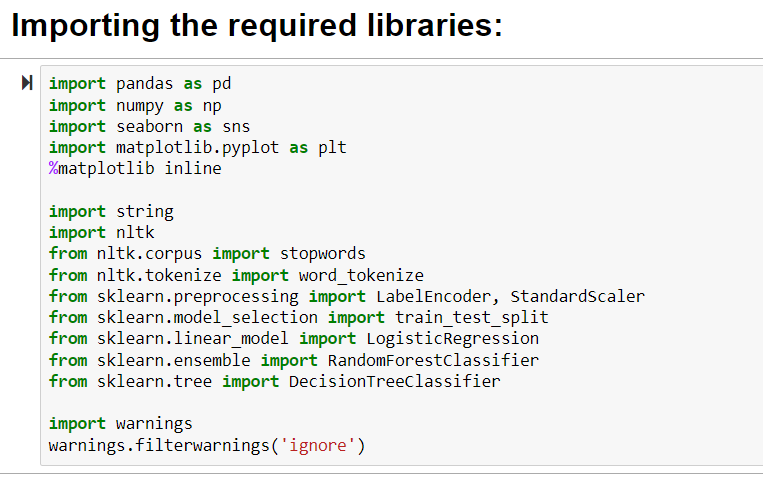 Importing the required libraries:
import pandas as pd
import numpy as np
import seaborn as sns
import matplotlib.pyplot as plt
%matplotlib inline
import string
import nltk
from nltk.corpus import stopwords
from nltk.tokenize import word_tokenize
from sklearn.preprocessing import LabelEncoder, StandardScaler
from sklearn.model_selection import train_test_split
from sklearn.linear_model import LogisticRegression
from sklearn.ensemble import RandomForestClassifier
from sklearn.tree import DecisionTreeClassifier
import warnings
warnings.filterwarnings('ignore')